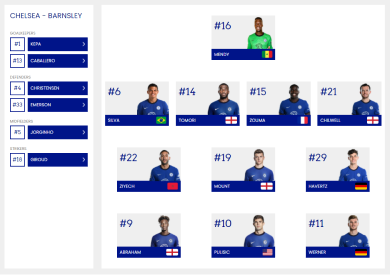 CHELSEA - BARNSLEY
GOALKEEPERS
#1 KEPA
#13 CABALLERO
DEFENDERS
#4 CHRISTENSEN
#33 EMERSON
MIDFIELDERS
#5 JORGINHO
STRIKERS
#18 GIROUD
#16
MENDY
#6 #14 #15 #21
SILVA TOMORI ZOUMA CHILWELL
#22 #19 #29
ZIYECH MOUNT HAVERTZ
#9 #10 #11
ABRAHAM PULISIC WERNER